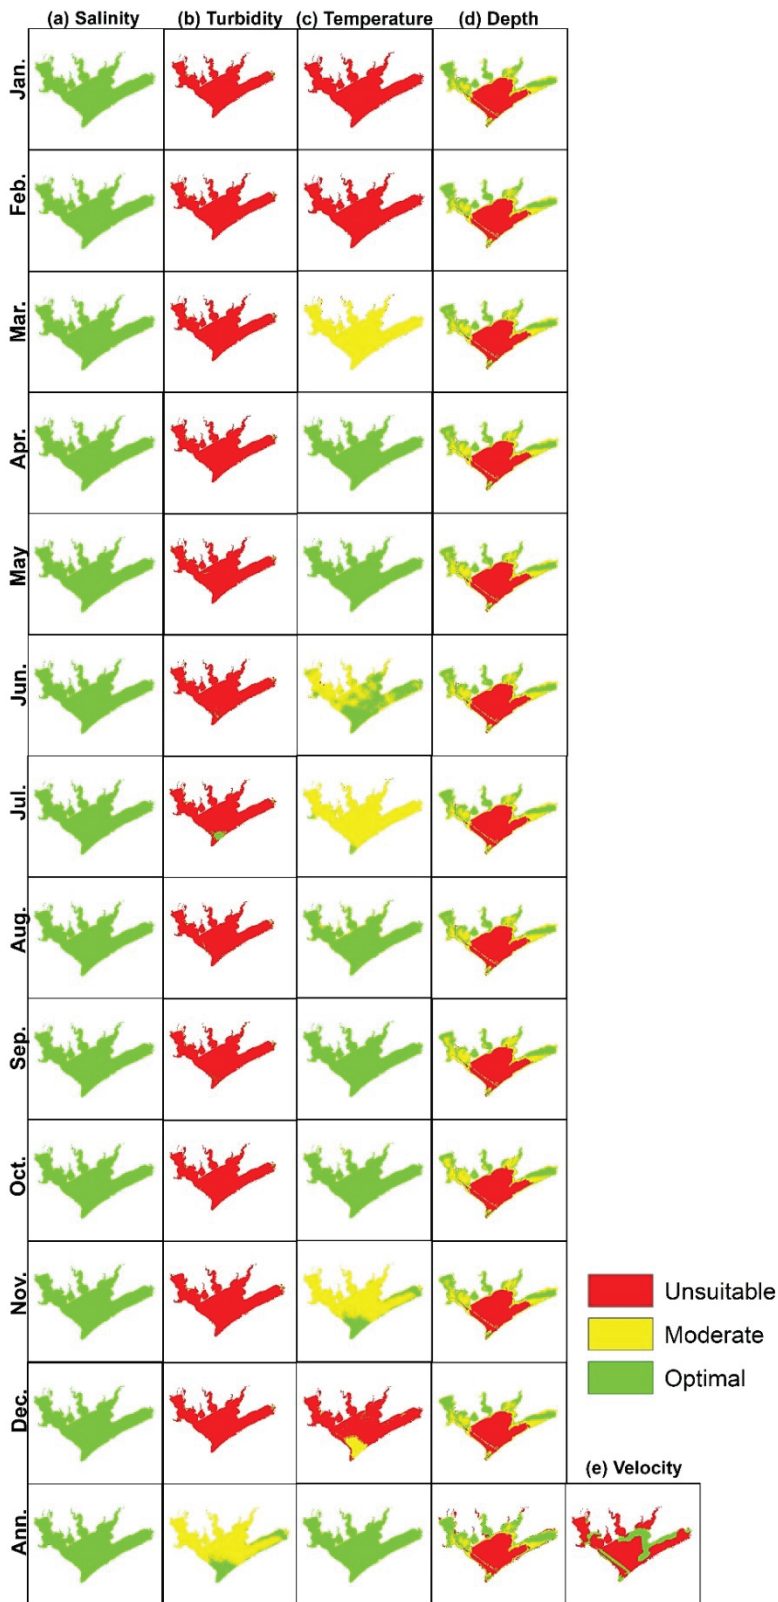 (a) Salinity (b) Turbidity (c) Temperature (d) Depth
Jan.
Feb.
Mar.
Apr.
May
Jun.
Jul.
Aug.
Sep.
Oct.
Nov.
Unsuitable
Moderate
Optimal
Dec.
(e) Velocity
Ann.